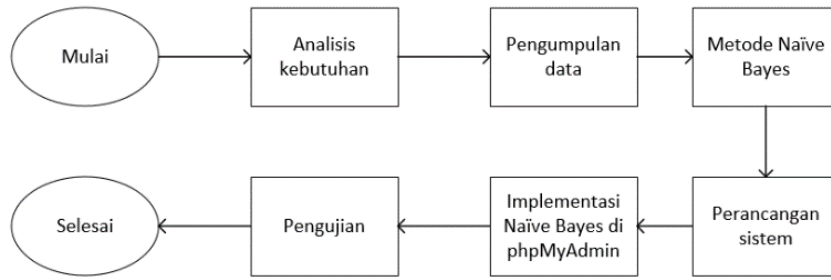 Mulai
Analisis
kebutuhan
Pengumpulan
data
Metode Naïve
Bayes
Perancangan
sistem
Implementasi
Naïve Bayes di
phpMyAdmin
Pengujian
Selesai